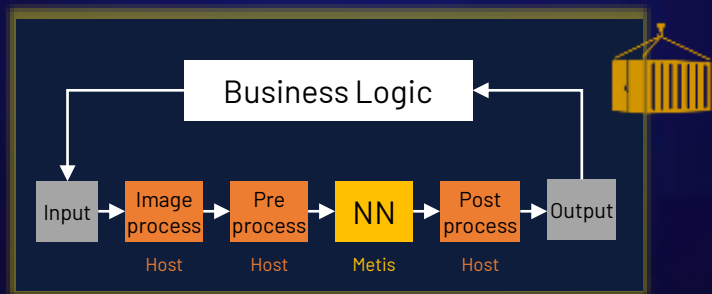 Business Logic
Input
Image
process
Pre
process
NN
Post
process
Output
Host
Host
Metis
Host